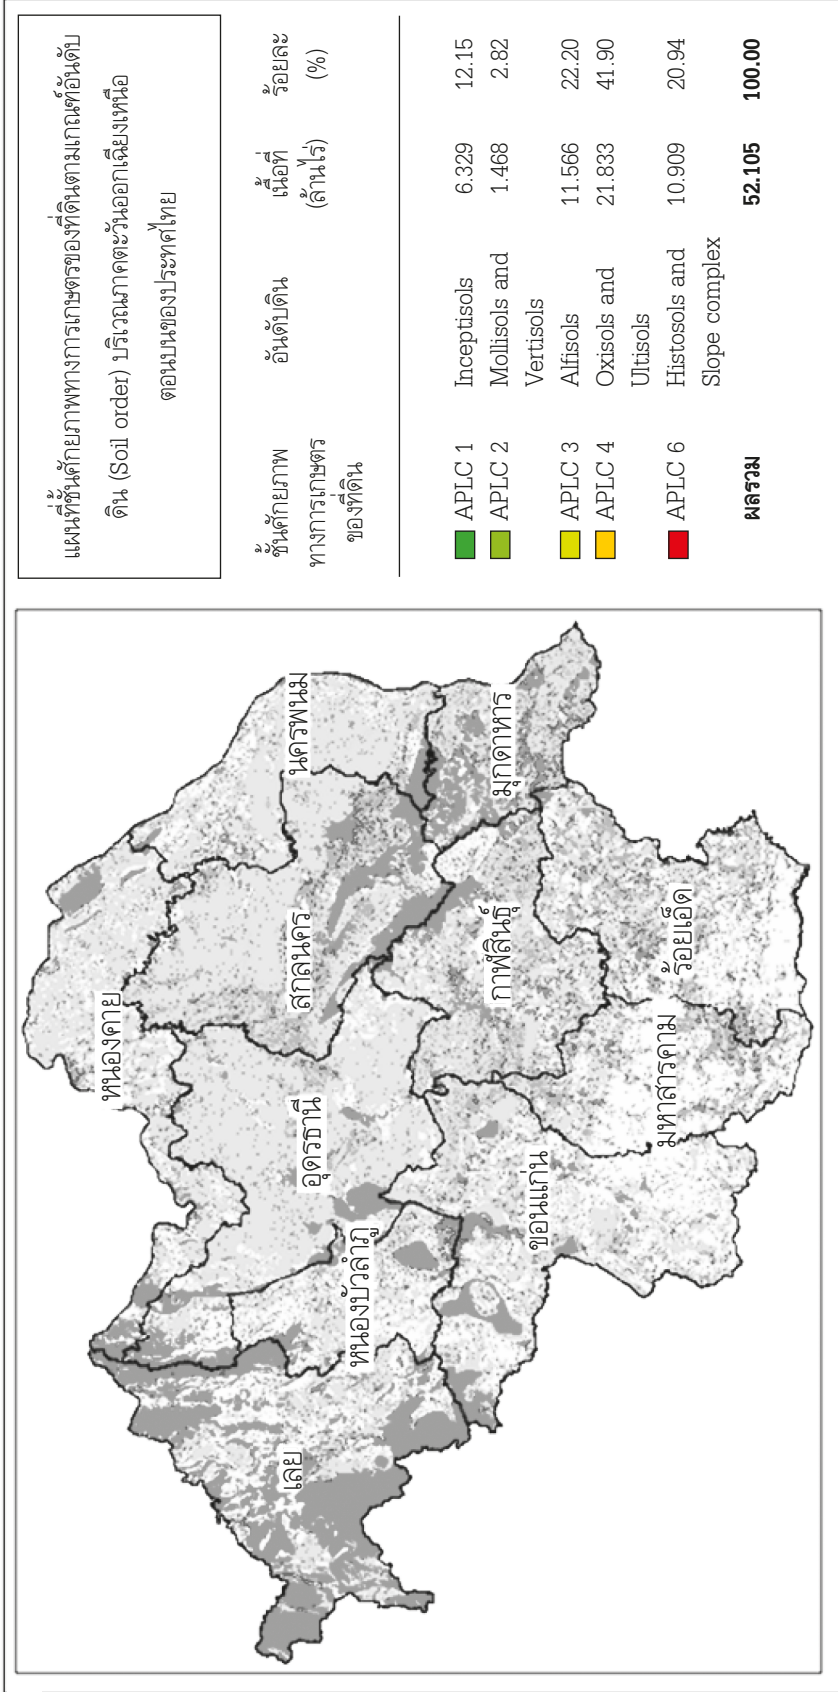 แผนที่ชั้นศักยภาพทางการเกษตรของที่ดินตามเกณฑ์อันดับ
ดิน (Soil order) บริเวณภาคตะวันออกเฉียงเหนือ
ตอนบนของประเทศไทย
ชั้นศักยภาพ อันดับดิน เนื้อที่ ร้อยละ
ทางการเกษตร (ล้านไร่) (%)
ของที่ดิน
APLC 1 Inceptisols 6.329 12.15
APLC 2 Mollisols and 1.468 2.82
Vertisols
APLC 3 Alfisols 11.566 22.20
APLC 4 Oxisols and 21.833 41.90
Ultisols
APLC 6 Histosols and 10.909 20.94
Slope complex
ผลรวม 52.105 100.00
หนองคาย
นครพนม
สกลนคร
อุดรธานี
เลย
หนองบัวลำภู
มุกดาหาร
กาฬสินธุ์
ขอนแก่น
มหาสารคาม
ร้อยเอ็ด